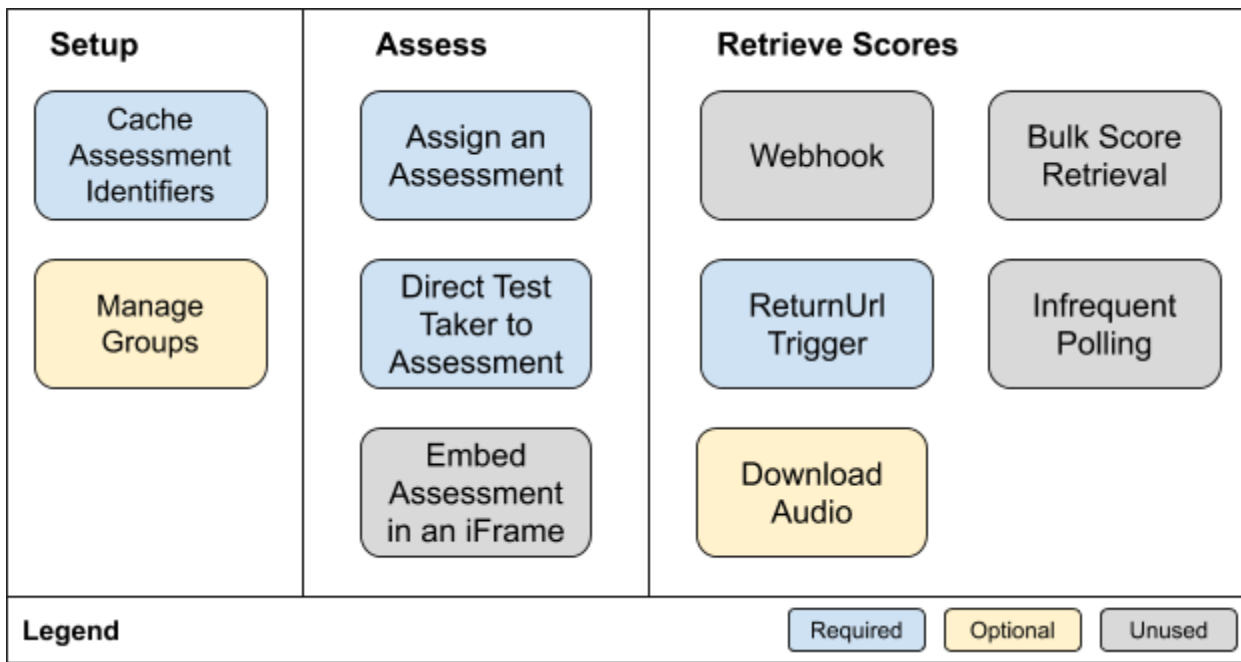 Setup
Cache
Assessment
Identifiers
Manage
Groups
Assess
Assign an
Assessment
Direct Test
Taker to
Assessment
Embed
Assessment
in an iFrame
Retrieve Scores
Webhook
Bulk Score
Retrieval
ReturnUrl
Trigger
Infrequent
Polling
Download
Audio
Legend
Required
Optional
Unused